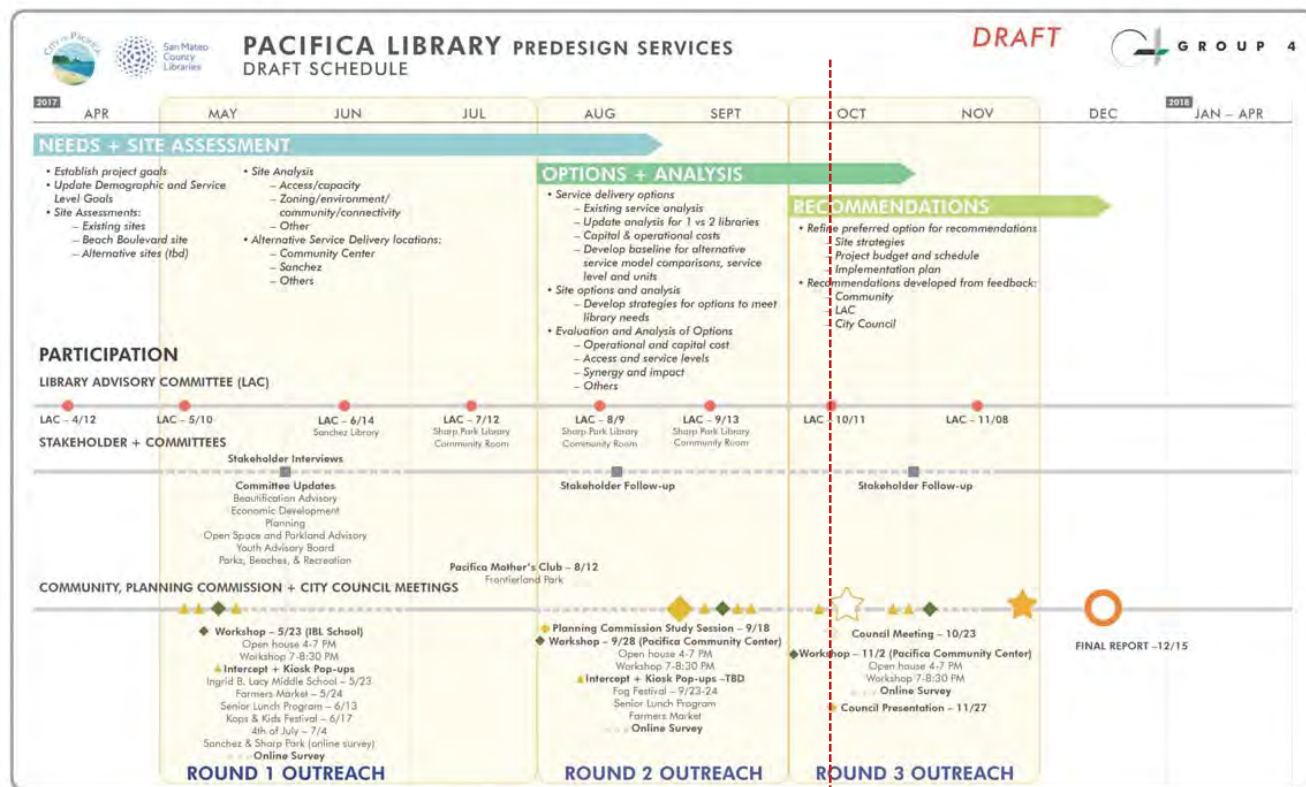 City of Pacifica
San Mateo
County
Libraries
PACIFICA LIBRARY PREDESIGN SERVICES
DRAFT SCHEDULE
DRAFT
GROUP 4
2017
APR
MAY
JUN
JUL
AUG
SEPT
OCT
NOV
DEC
2018
JAN – APR
NEEDS + SITE ASSESSMENT
• Establish project goals
• Update Demographic and Service
Level Goals
• Site Assessments:
– Existing sites
– Beach Boulevard site
– Alternative sites (tbd)
• Site Analysis
– Access/capacity
– Zoning/environment/
community/connectivity
– Other
• Alternative Service Delivery locations:
– Community Center
– Sanchez
– Others
OPTIONS + ANALYSIS
• Service delivery options
– Existing service analysis
– Update analysis for 1 vs 2 libraries
– Capital & operational costs
– Develop baseline for alternative
service model comparisons, service
level and units
• Site options and analysis
– Develop strategies for options to meet
library needs
• Evaluation and Analysis of Options
– Operational and capital cost
– Access and service levels
– Synergy and impact
– Others
RECOMMENDATIONS
• Refine preferred option for recommendations
– Site strategies
– Project budget and schedule
– Implementation plan
• Recommendations developed from feedback:
– Community
– LAC
– City Council
PARTICIPATION
LIBRARY ADVISORY COMMITTEE (LAC)
LAC – 4/12
LAC – 5/10
LAC – 6/14
Sanchez Library
LAC – 7/12
Sharp Park Library
Community Room
LAC – 8/9
Sharp Park Library
Community Room
LAC – 9/13
Sharp Park Library
Community Room
LAC – 10/11
LAC – 11/08
STAKEHOLDER + COMMITTEES
Stakeholder Interviews
Committee Updates
Beautification Advisory
Economic Development
Planning
Open Space and Parkland Advisory
Youth Advisory Board
Parks, Beaches, & Recreation
Stakeholder Follow-up
Stakeholder Follow-up
Pacifica Mother's Club – 8/12
Frontierland Park
COMMUNITY, PLANNING COMMISSION + CITY COUNCIL MEETINGS
Workshop – 5/23 (IBL School)
Open house 4-7 PM
Workshop 7-8:30 PM
Intercept + Kiosk Pop-ups
Ingrid B. Lacy Middle School – 5/23
Farmers Market – 5/24
Senior Lunch Program – 6/13
Kops & Kids Festival – 6/17
4th of July – 7/4
Sanchez & Sharp Park (online survey)
Online Survey
Planning Commission Study Session – 9/18
Workshop – 9/28 (Pacifica Community Center)
Open house 4-7 PM
Workshop 7-8:30 PM
Intercept + Kiosk Pop-ups –TBD
Fog Festival – 9/23-24
Senior Lunch Program
Farmers Market
Online Survey
Council Meeting – 10/23
Workshop – 11/2 (Pacifica Community Center)
Open house 4-7 PM
Workshop 7-8:30 PM
Online Survey
Council Presentation – 11/27
FINAL REPORT –12/15
ROUND 1 OUTREACH
ROUND 2 OUTREACH
ROUND 3 OUTREACH